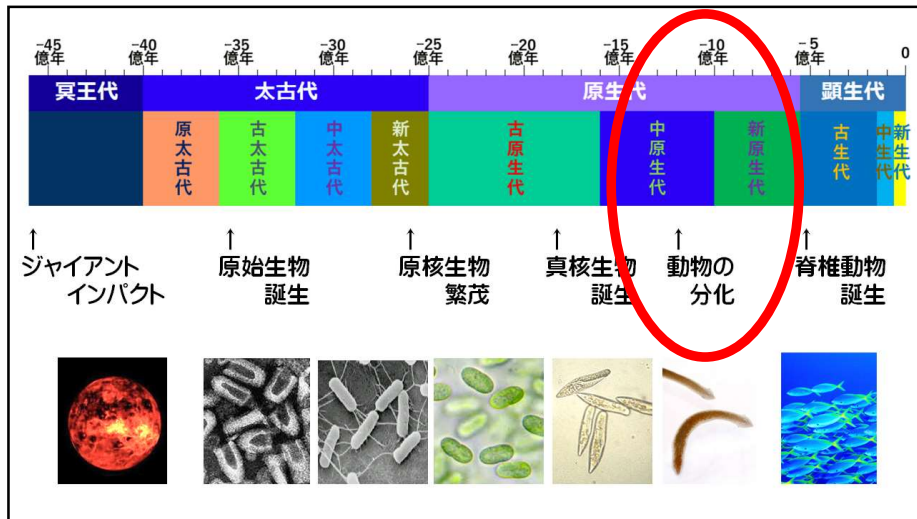 -45 -40 -35 -30 -25 -20 -15 -10 -5 0
億年 億年 億年 億年 億年 億年 億年 億年 億年
冥王代 太古代 原生代 顕生代
原太古代 古太古代 中太古代 新太古代 古原生代 中原生代 新原生代 古生代 中生代 新生代
↑ ↑ ↑ ↑ ↑ ↑
ジャイアント 原始生物 原核生物 真核生物 動物の 脊椎動物
インパクト 誕生 繁茂 誕生 分化 誕生